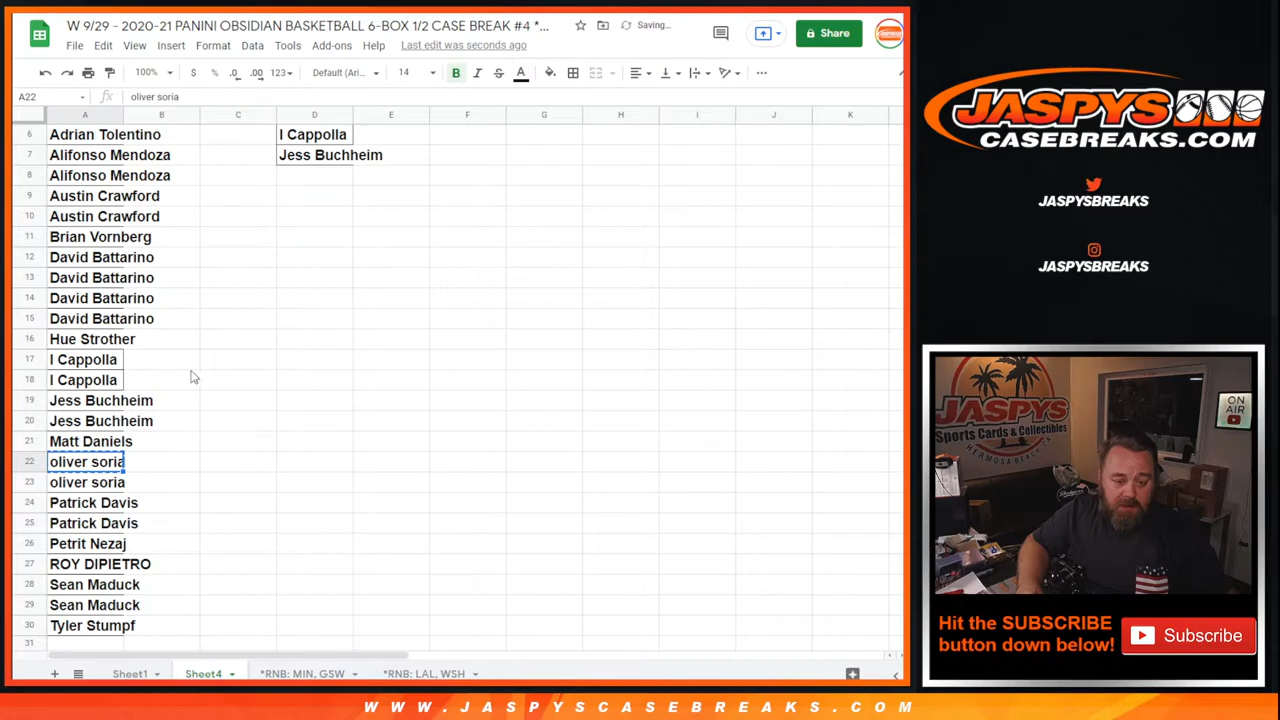 W 9/29 - 2020-21 PANINI OBSIDIAN BASKETBALL 6-BOX 1/2 CASE BREAK #4 *...
Saving...
File Edit View Insert Format Data Tools Add-ons Help Last edit was seconds ago
Share
100% $ % .0 .00 123 Default (Ari... 14 B I S A
A22 fx oliver soria
A B C D E F G H I J K
6 Adrian Tolentino I Cappolla
7 Alifonso Mendoza Jess Buchheim
8 Alifonso Mendoza
9 Austin Crawford
10 Austin Crawford
11 Brian Vornberg
12 David Battarino
13 David Battarino
14 David Battarino
15 David Battarino
16 Hue Strother
17 I Cappolla
18 I Cappolla
19 Jess Buchheim
20 Jess Buchheim
21 Matt Daniels
22 oliver soria
23 oliver soria
24 Patrick Davis
25 Patrick Davis
26 Petrit Nezaj
27 ROY DIPIETRO
28 Sean Maduck
29 Sean Maduck
30 Tyler Stumpf
31
Sheet1 Sheet4 *RNB: MIN, GSW *RNB: LAL, WSH
JASPYS
CASEBREAKS.COM
JASPYSBREAKS
JASPYSBREAKS
JASPYS
Sports Cards & Collectibles
HERMOSA BEACH CA
ON AIR
Hit the SUBSCRIBE
button down below!
Subscribe
WWW.JASPYSCASEBREAKS.COM